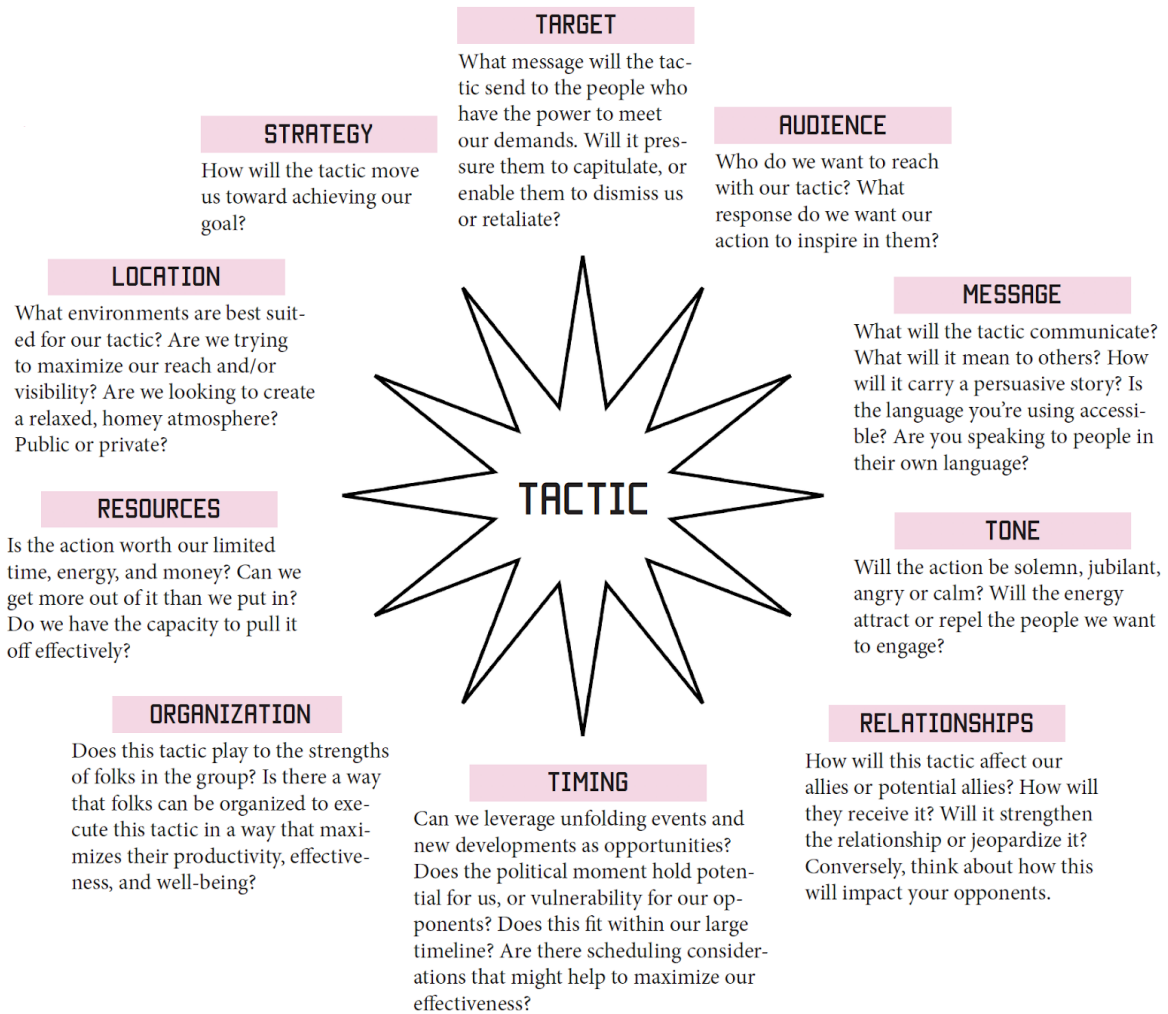 TARGET
What message will the tac-
tic send to the people who
have the power to meet
our demands. Will it pres-
sure them to capitulate, or
enable them to dismiss us
or retaliate?
AUDIENCE
Who do we want to reach
with our tactic? What
response do we want our
action to inspire in them?
MESSAGE
What will the tactic communicate?
What will it mean to others? How
will it carry a persuasive story? Is
the language you’re using accessi-
ble? Are you speaking to people in
their own language?
TONE
Will the action be solemn, jubilant,
angry or calm? Will the energy
attract or repel the people we want
to engage?
RELATIONSHIPS
How will this tactic affect our
allies or potential allies? How will
they receive it? Will it strengthen
the relationship or jeopardize it?
Conversely, think about how this
will impact your opponents.
TIMING
Can we leverage unfolding events and
new developments as opportunities?
Does the political moment hold poten-
tial for us, or vulnerability for our op-
ponents? Does this fit within our large
timeline? Are there scheduling consider-
ations that might help to maximize our
effectiveness?
ORGANIZATION
Does this tactic play to the strengths
of folks in the group? Is there a way
that folks can be organized to exe-
cute this tactic in a way that maxi-
mizes their productivity, effective-
ness, and well-being?
RESOURCES
Is the action worth our limited
time, energy, and money? Can we
get more out of it than we put in?
Do we have the capacity to pull it
off effectively?
LOCATION
What environments are best suit-
ed for our tactic? Are we trying
to maximize our reach and/or
visibility? Are we looking to create
a relaxed, homey atmosphere?
Public or private?
STRATEGY
How will the tactic move
us toward achieving our
goal?
TACTIC